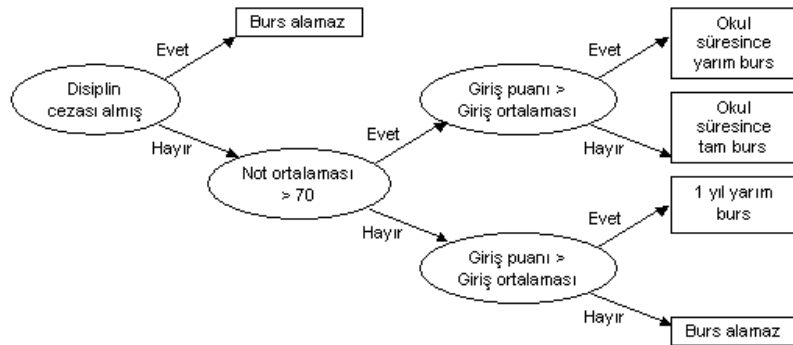 Burs alamaz
Evet
Disiplin
cezası almış
Hayır
Not ortalaması
> 70
Evet
Giriş puanı >
Giriş ortalaması
Evet
Okul
süresince
yarım burs
Hayır
Okul
süresince
tam burs
Hayır
Giriş puanı >
Giriş ortalaması
Evet
1 yıl yarım
burs
Hayır
Burs alamaz